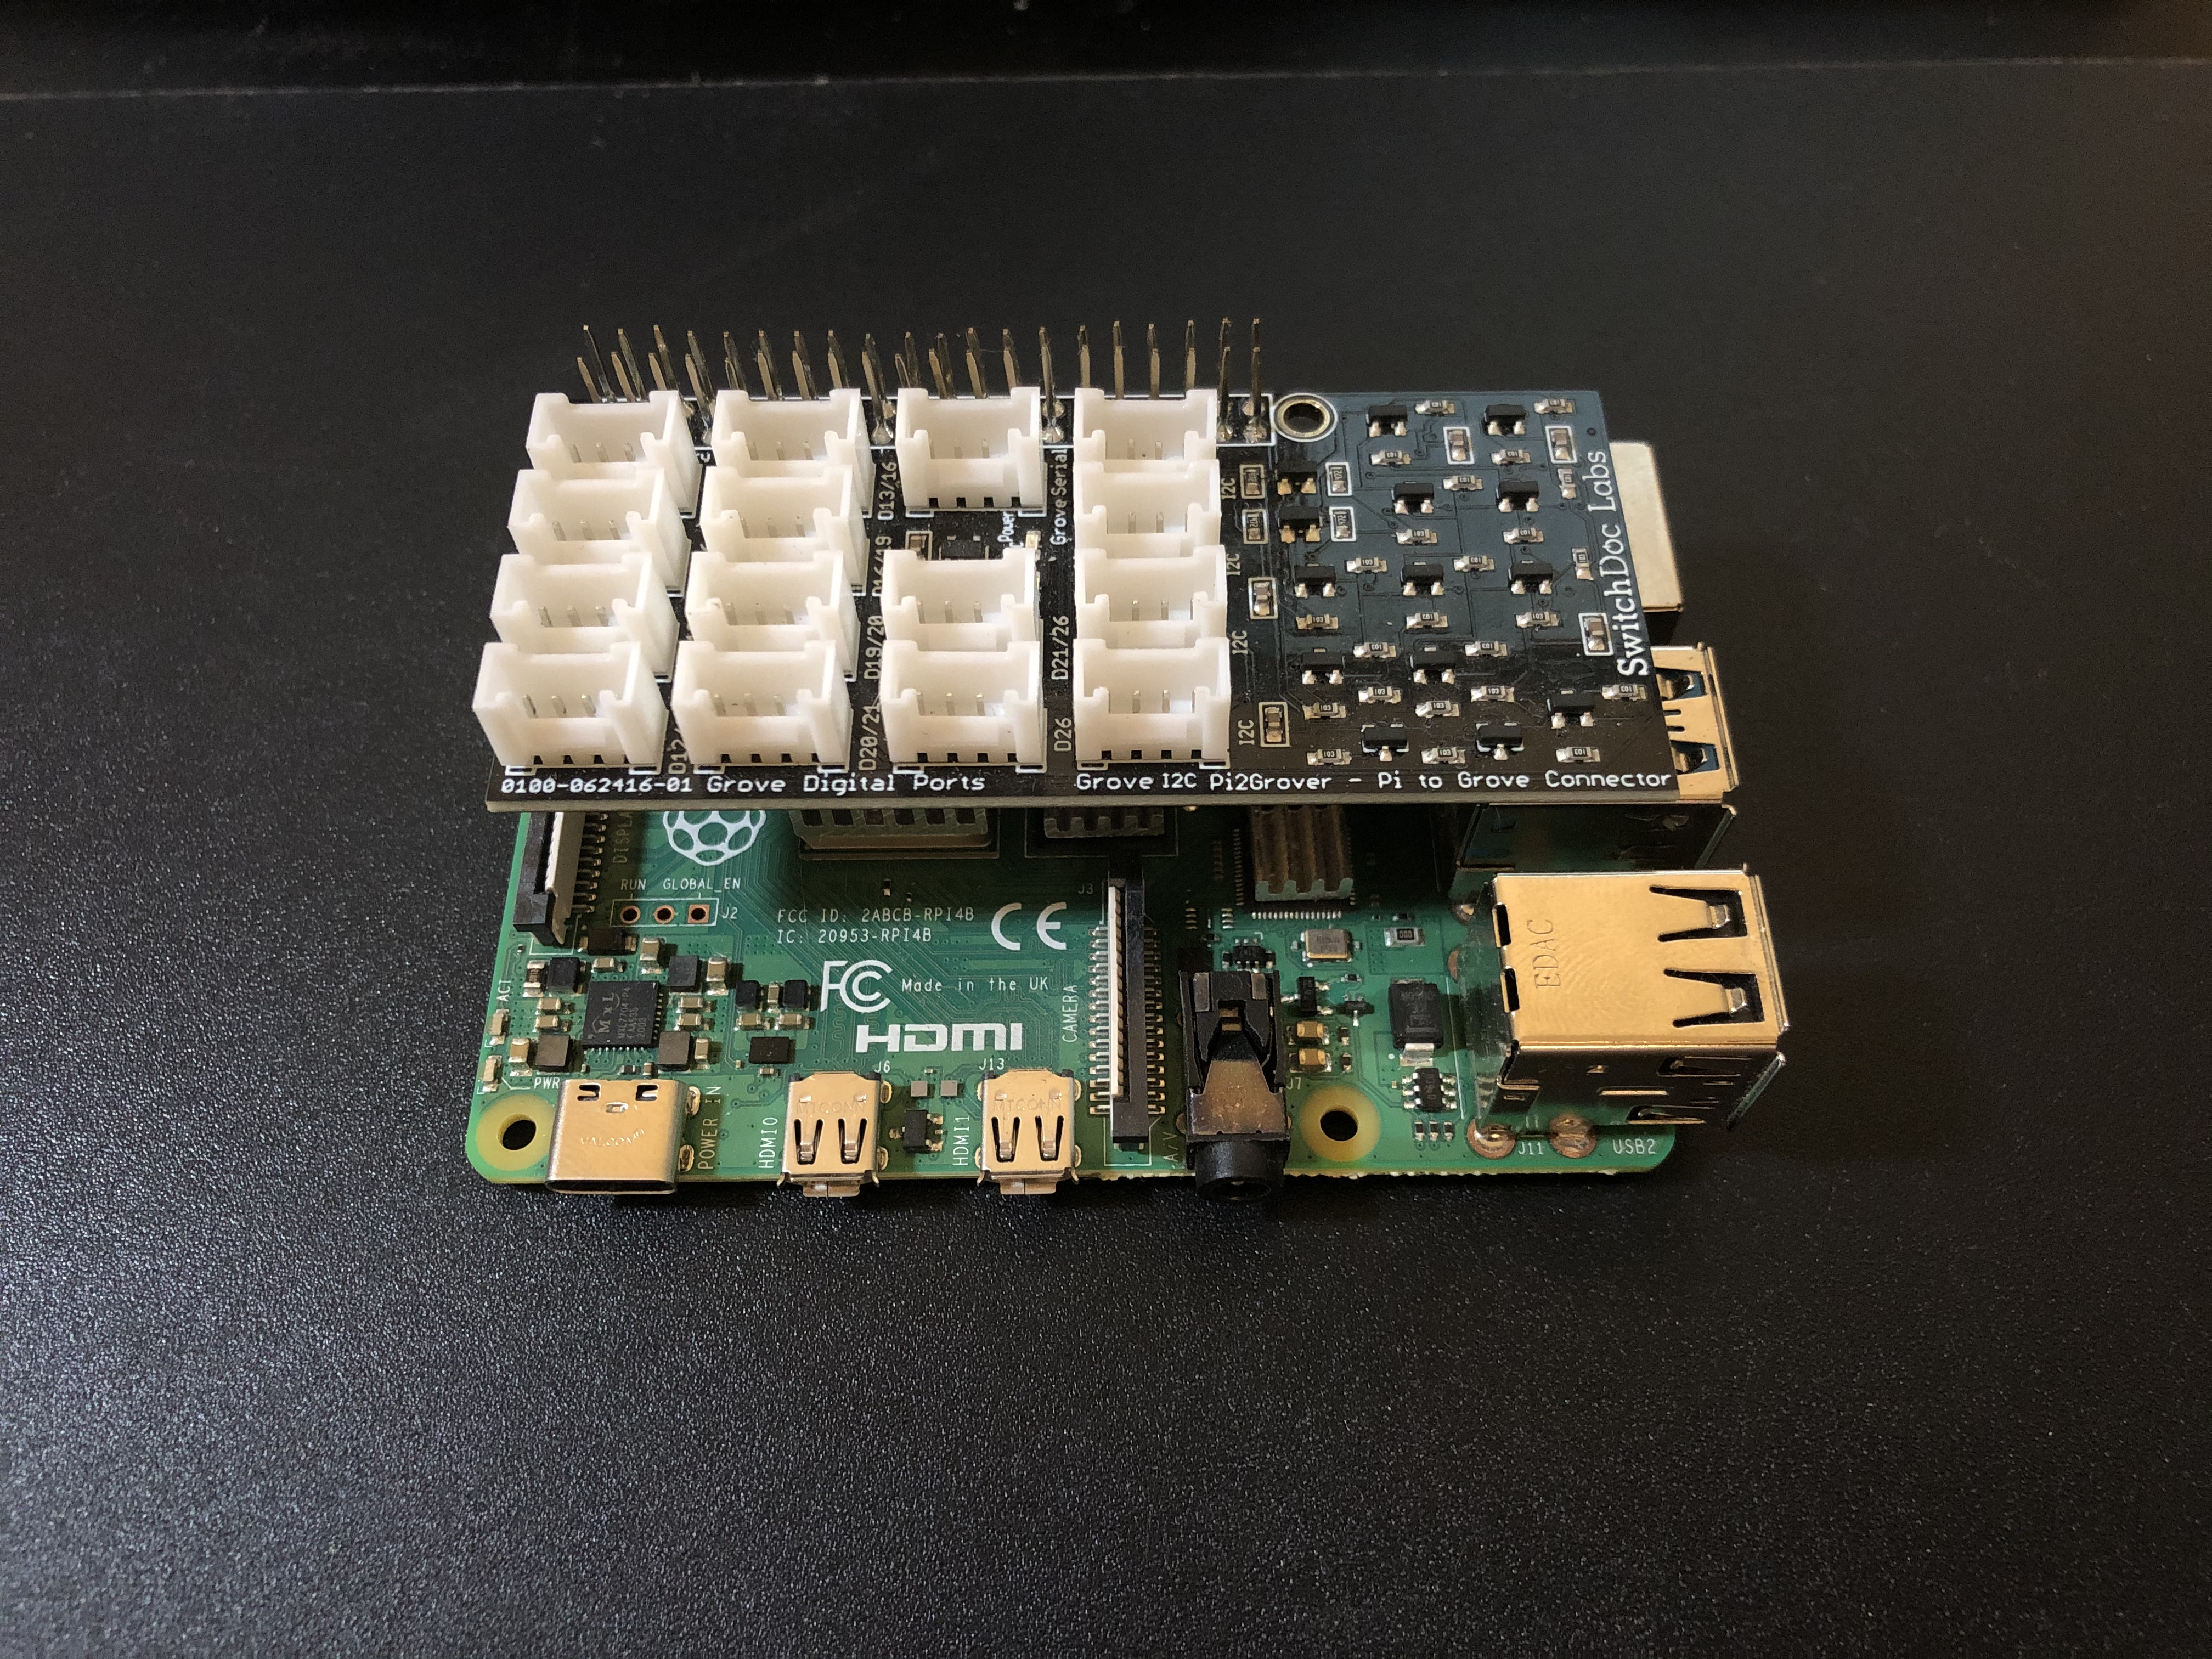 D13/16
Grove Serial
Power
I2C
D16/19
I2C
D19/20
D21/26
I2C
D20/21
D26
I2C
SwitchDoc Labs
0100-062416-01 Grove Digital Ports
Grove I2C Pi2Grover - Pi to Grove Connector
RUN GLOBAL_EN
J2
J3
FCC ID: 2ABCB-RPI4B
IC: 20953-RPI4B
CE
FC Made in the UK
HDMI
CAMERA
ACT
PWR
POWER IN
HDMI0
J6
HDMI1
J13
A/V
J7
EDAC
J11
USB2